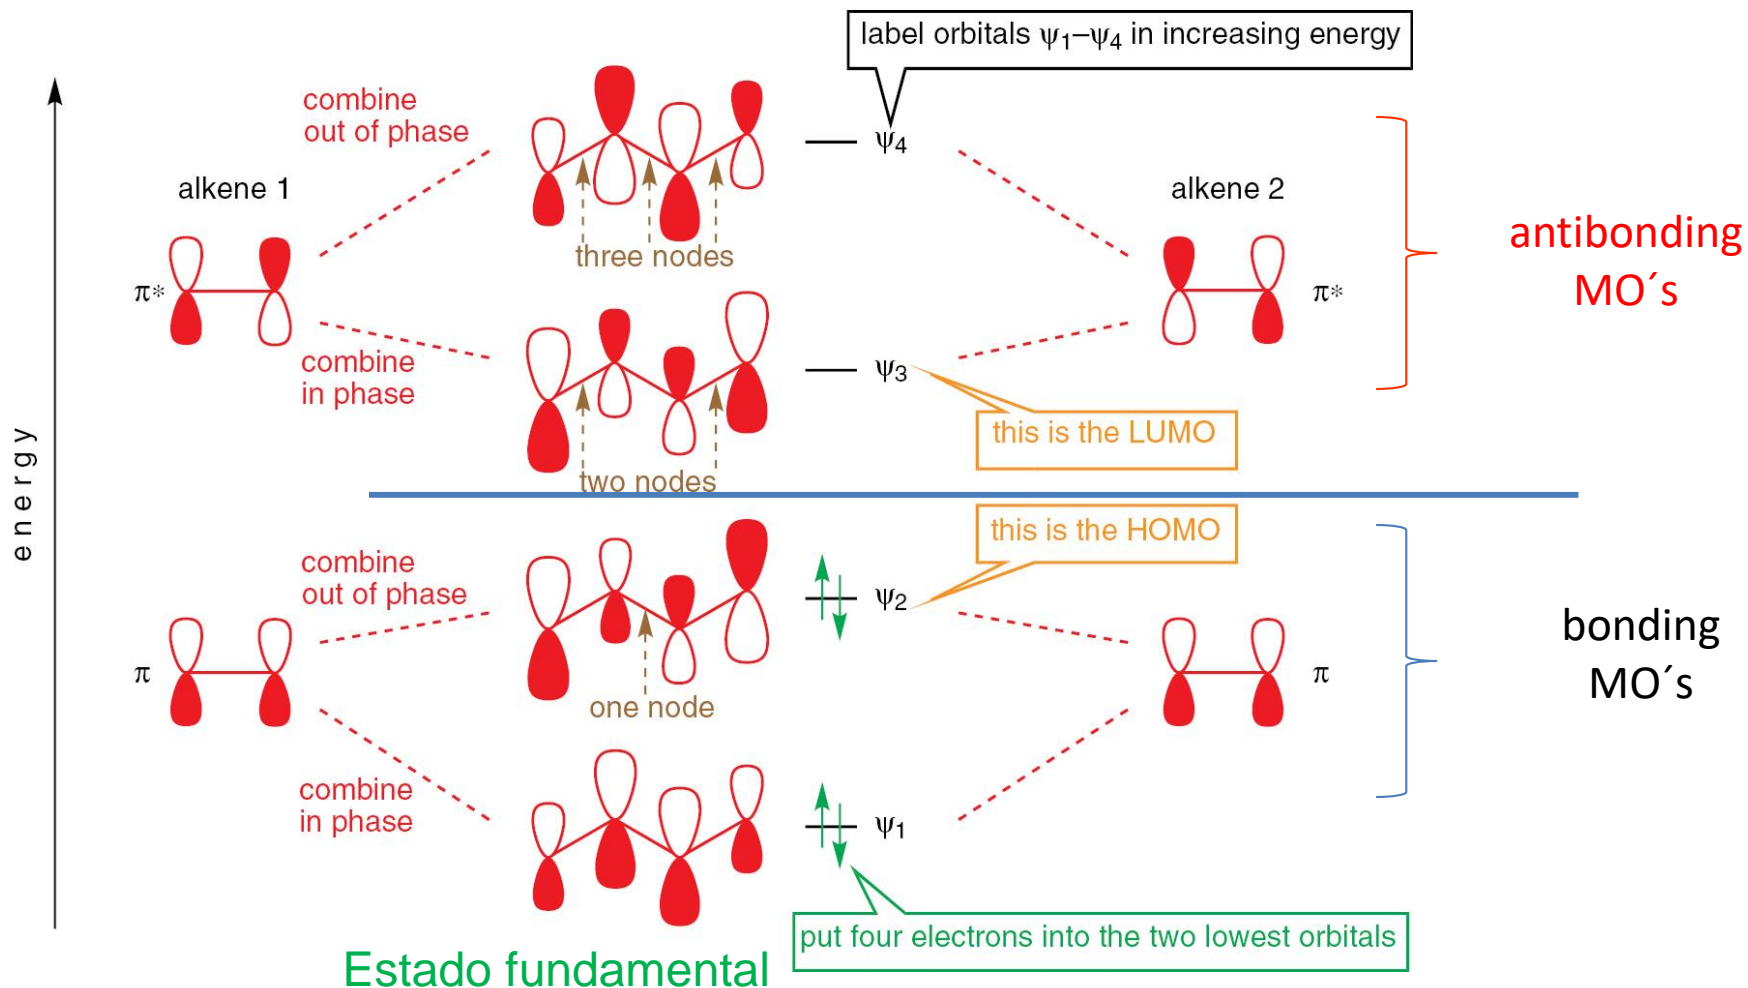 label orbitals ψ₁–ψ₄ in increasing energy
energy
combine
out of phase
alkene 1
π*
three nodes
ψ₄
alkene 2
π*
antibonding
MO´s
combine
in phase
two nodes
ψ₃
this is the LUMO
this is the HOMO
combine
out of phase
π
one node
ψ₂
π
bonding
MO´s
combine
in phase
ψ₁
put four electrons into the two lowest orbitals
Estado fundamental